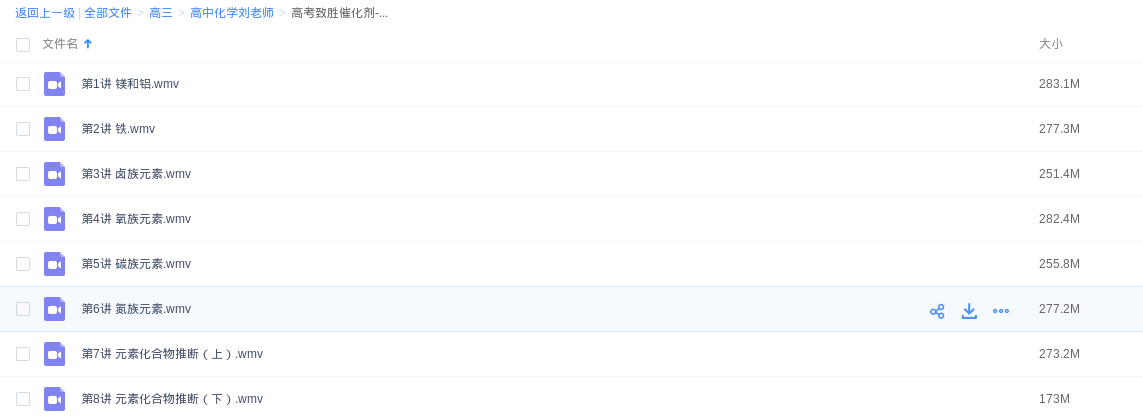 返回上一级 | 全部文件 > 高三 > 高中化学刘老师 > 高考致胜催化剂-...
文件名 大小
第1讲 镁和铝.wmv 283.1M
第2讲 铁.wmv 277.3M
第3讲 卤族元素.wmv 251.4M
第4讲 氧族元素.wmv 282.4M
第5讲 碳族元素.wmv 255.8M
第6讲 氮族元素.wmv 277.2M
第7讲 元素化合物推断（上）.wmv 273.2M
第8讲 元素化合物推断（下）.wmv 173M